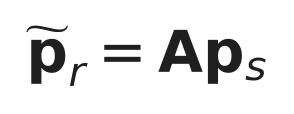 p̃_r = Ap_s